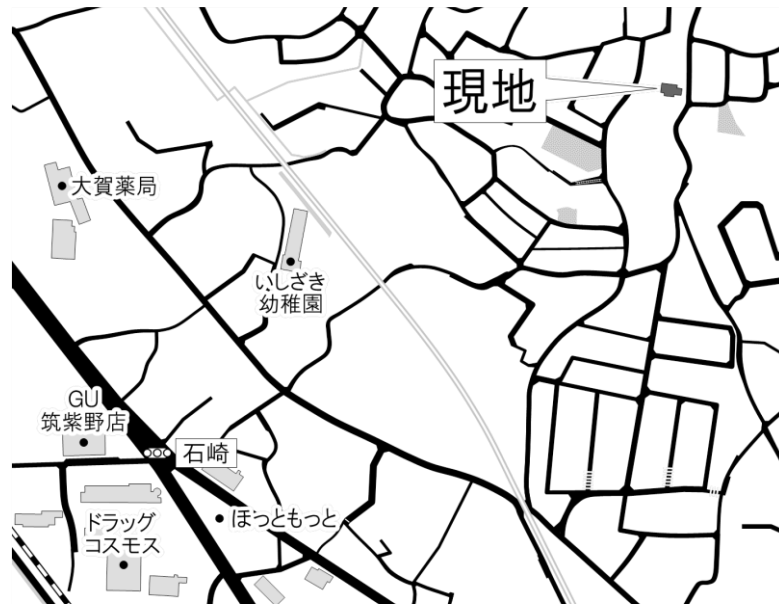 現地
大賀薬局
いしざき
幼稚園
GU
筑紫野店
石崎
ほっともっと
ドラッグ
コスモス